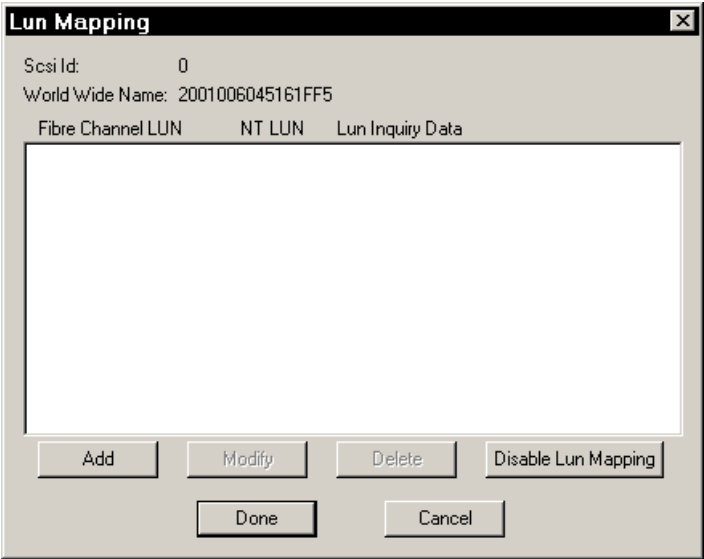 Lun Mapping
Scsi Id: 0
World Wide Name: 2001006045161FF5
Fibre Channel LUN NT LUN Lun Inquiry Data
Add Modify Delete Disable Lun Mapping
Done Cancel